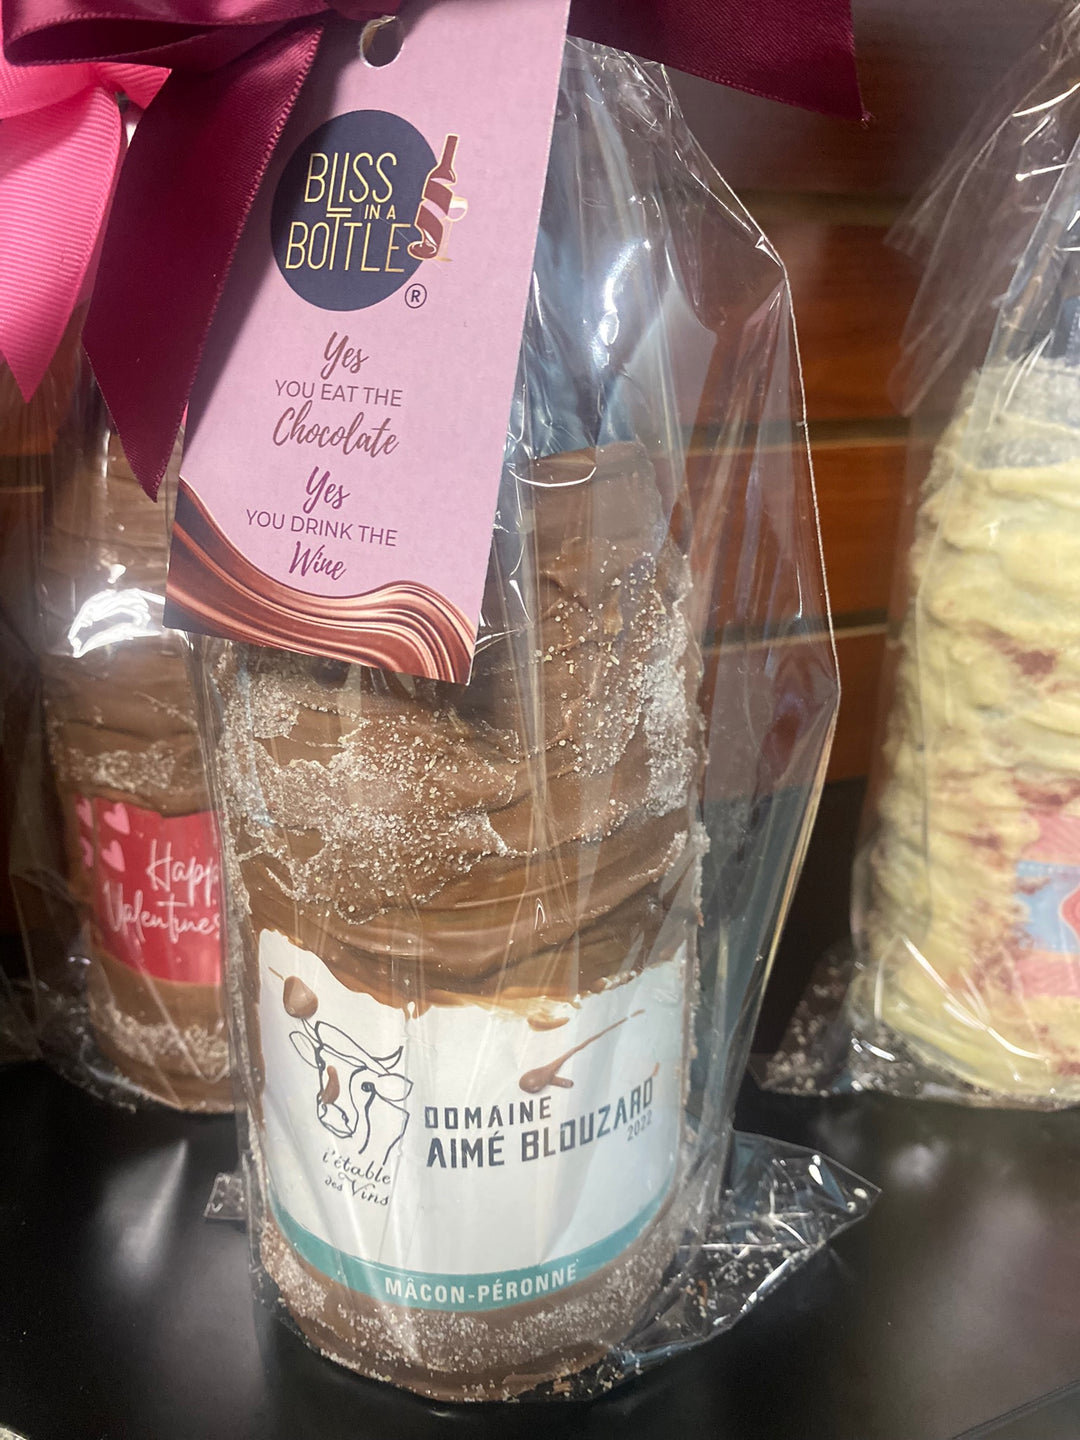 BLISS
IN A
BOTTLE
®
Yes
YOU EAT THE
Chocolate
Yes
YOU DRINK THE
Wine
Happy
Valentines
l'étable
des Vins
DOMAINE
AIMÉ BLOUZARD
2022
MÂCON-PÉRONNE